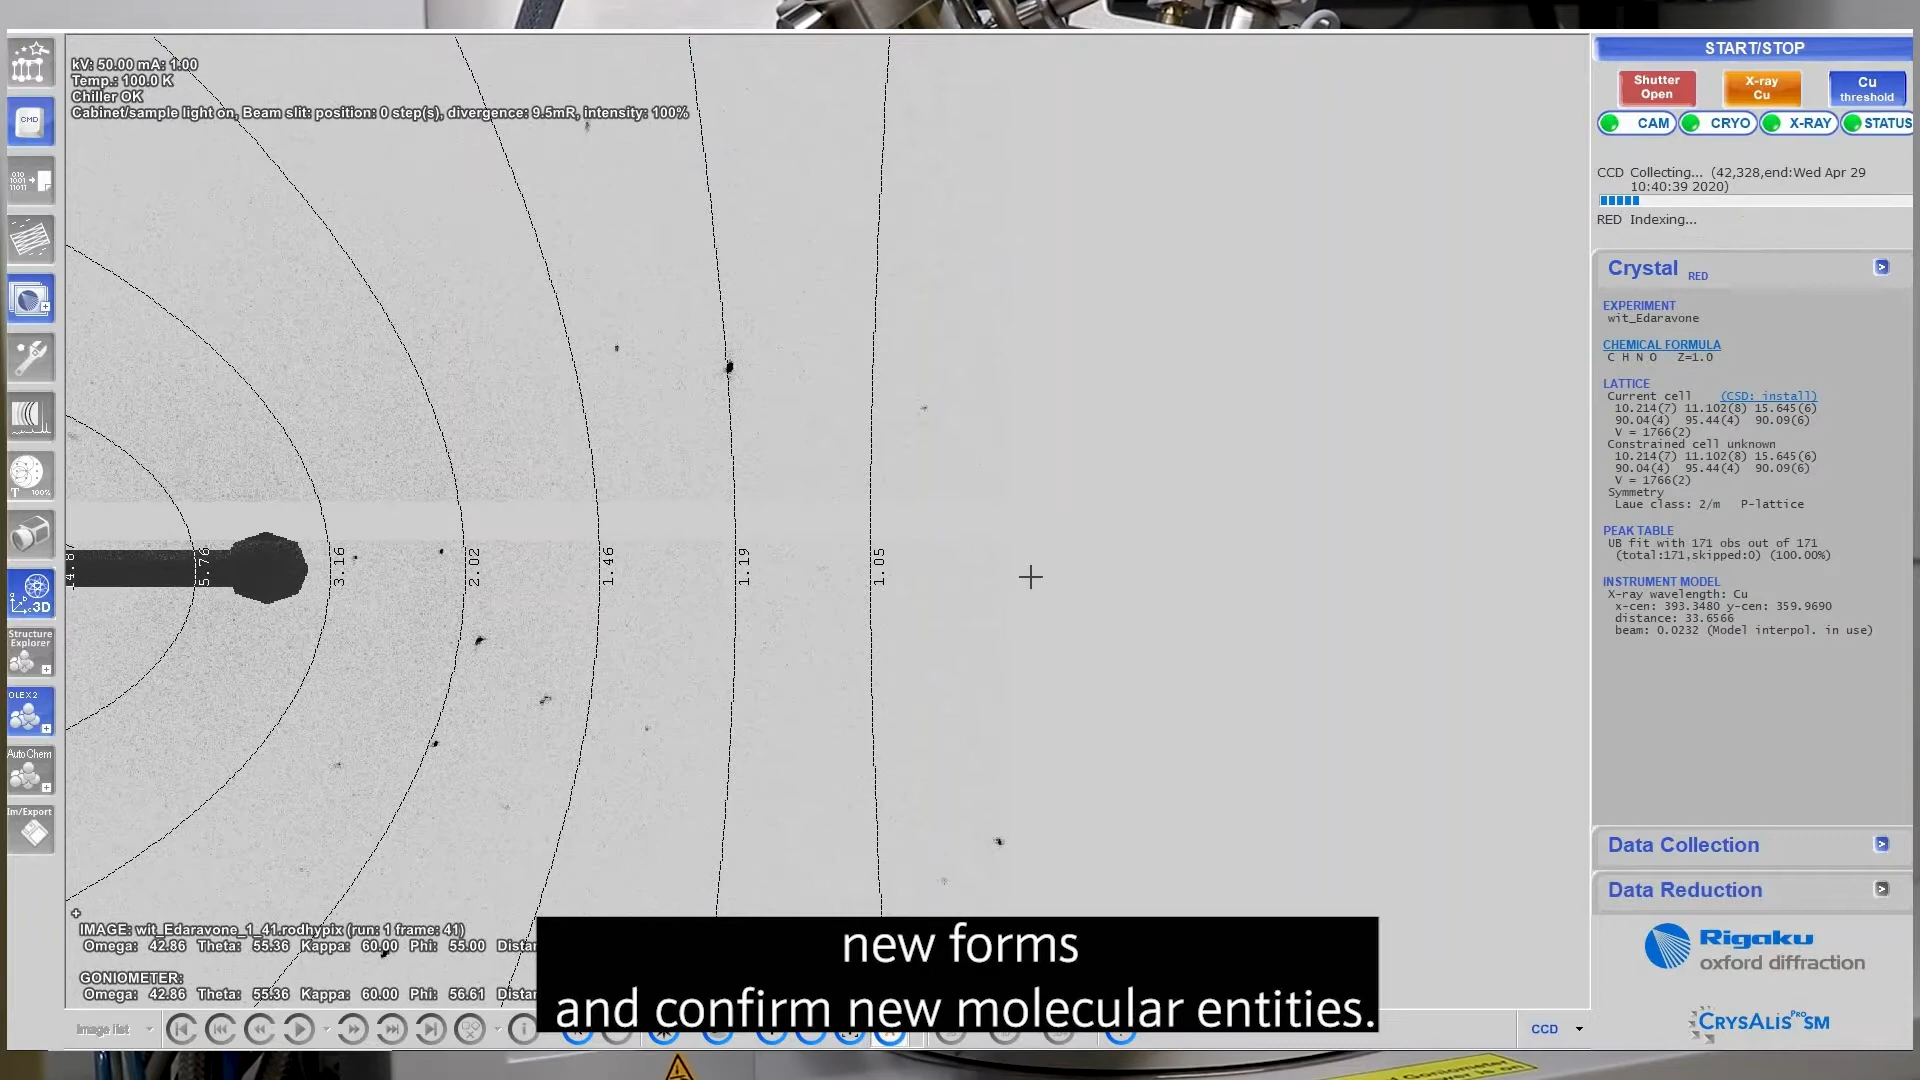 kV: 50.00 mA: 1.00
Temp.: 100.0 K
Chiller OK
Cabinet/sample light on, Beam slit: position: 0 step(s), divergence: 9.5mR, intensity: 100%
CMD
010
1001
11011
T 100%
3D
Structure
Explorer
OLEX2
AutoChem
Im/Export
14.87
5.76
3.16
2.02
1.46
1.19
1.05
IMAGE: wit_Edaravone_1_41.rodhypix (run: 1 frame: 41)
Omega: 42.86 Theta: 55.36 Kappa: 60.00 Phi: 55.00 Distan
GONIOMETER:
Omega: 42.86 Theta: 55.36 Kappa: 60.00 Phi: 56.61 Distan
Image list
CCD
START/STOP
Shutter
Open
X-ray
Cu
Cu
threshold
CAM CRYO X-RAY STATUS
CCD Collecting... (42,328,end:Wed Apr 29
10:40:39 2020)
RED Indexing...
Crystal RED
EXPERIMENT
wit_Edaravone
CHEMICAL FORMULA
C H N O Z=1.0
LATTICE
Current cell (CSD: install)
10.214(7) 11.102(8) 15.645(6)
90.04(4) 95.44(4) 90.09(6)
V = 1766(2)
Constrained cell unknown
10.214(7) 11.102(8) 15.645(6)
90.04(4) 95.44(4) 90.09(6)
V = 1766(2)
Symmetry
Laue class: 2/m P-lattice
PEAK TABLE
UB fit with 171 obs out of 171
(total:171,skipped:0) (100.00%)
INSTRUMENT MODEL
X-ray wavelength: Cu
x-cen: 393.3480 y-cen: 359.9690
distance: 33.6566
beam: 0.0232 (Model interpol. in use)
Data Collection
Data Reduction
Rigaku
oxford diffraction
CRYSALIS PRO SM
new forms
and confirm new molecular entities.